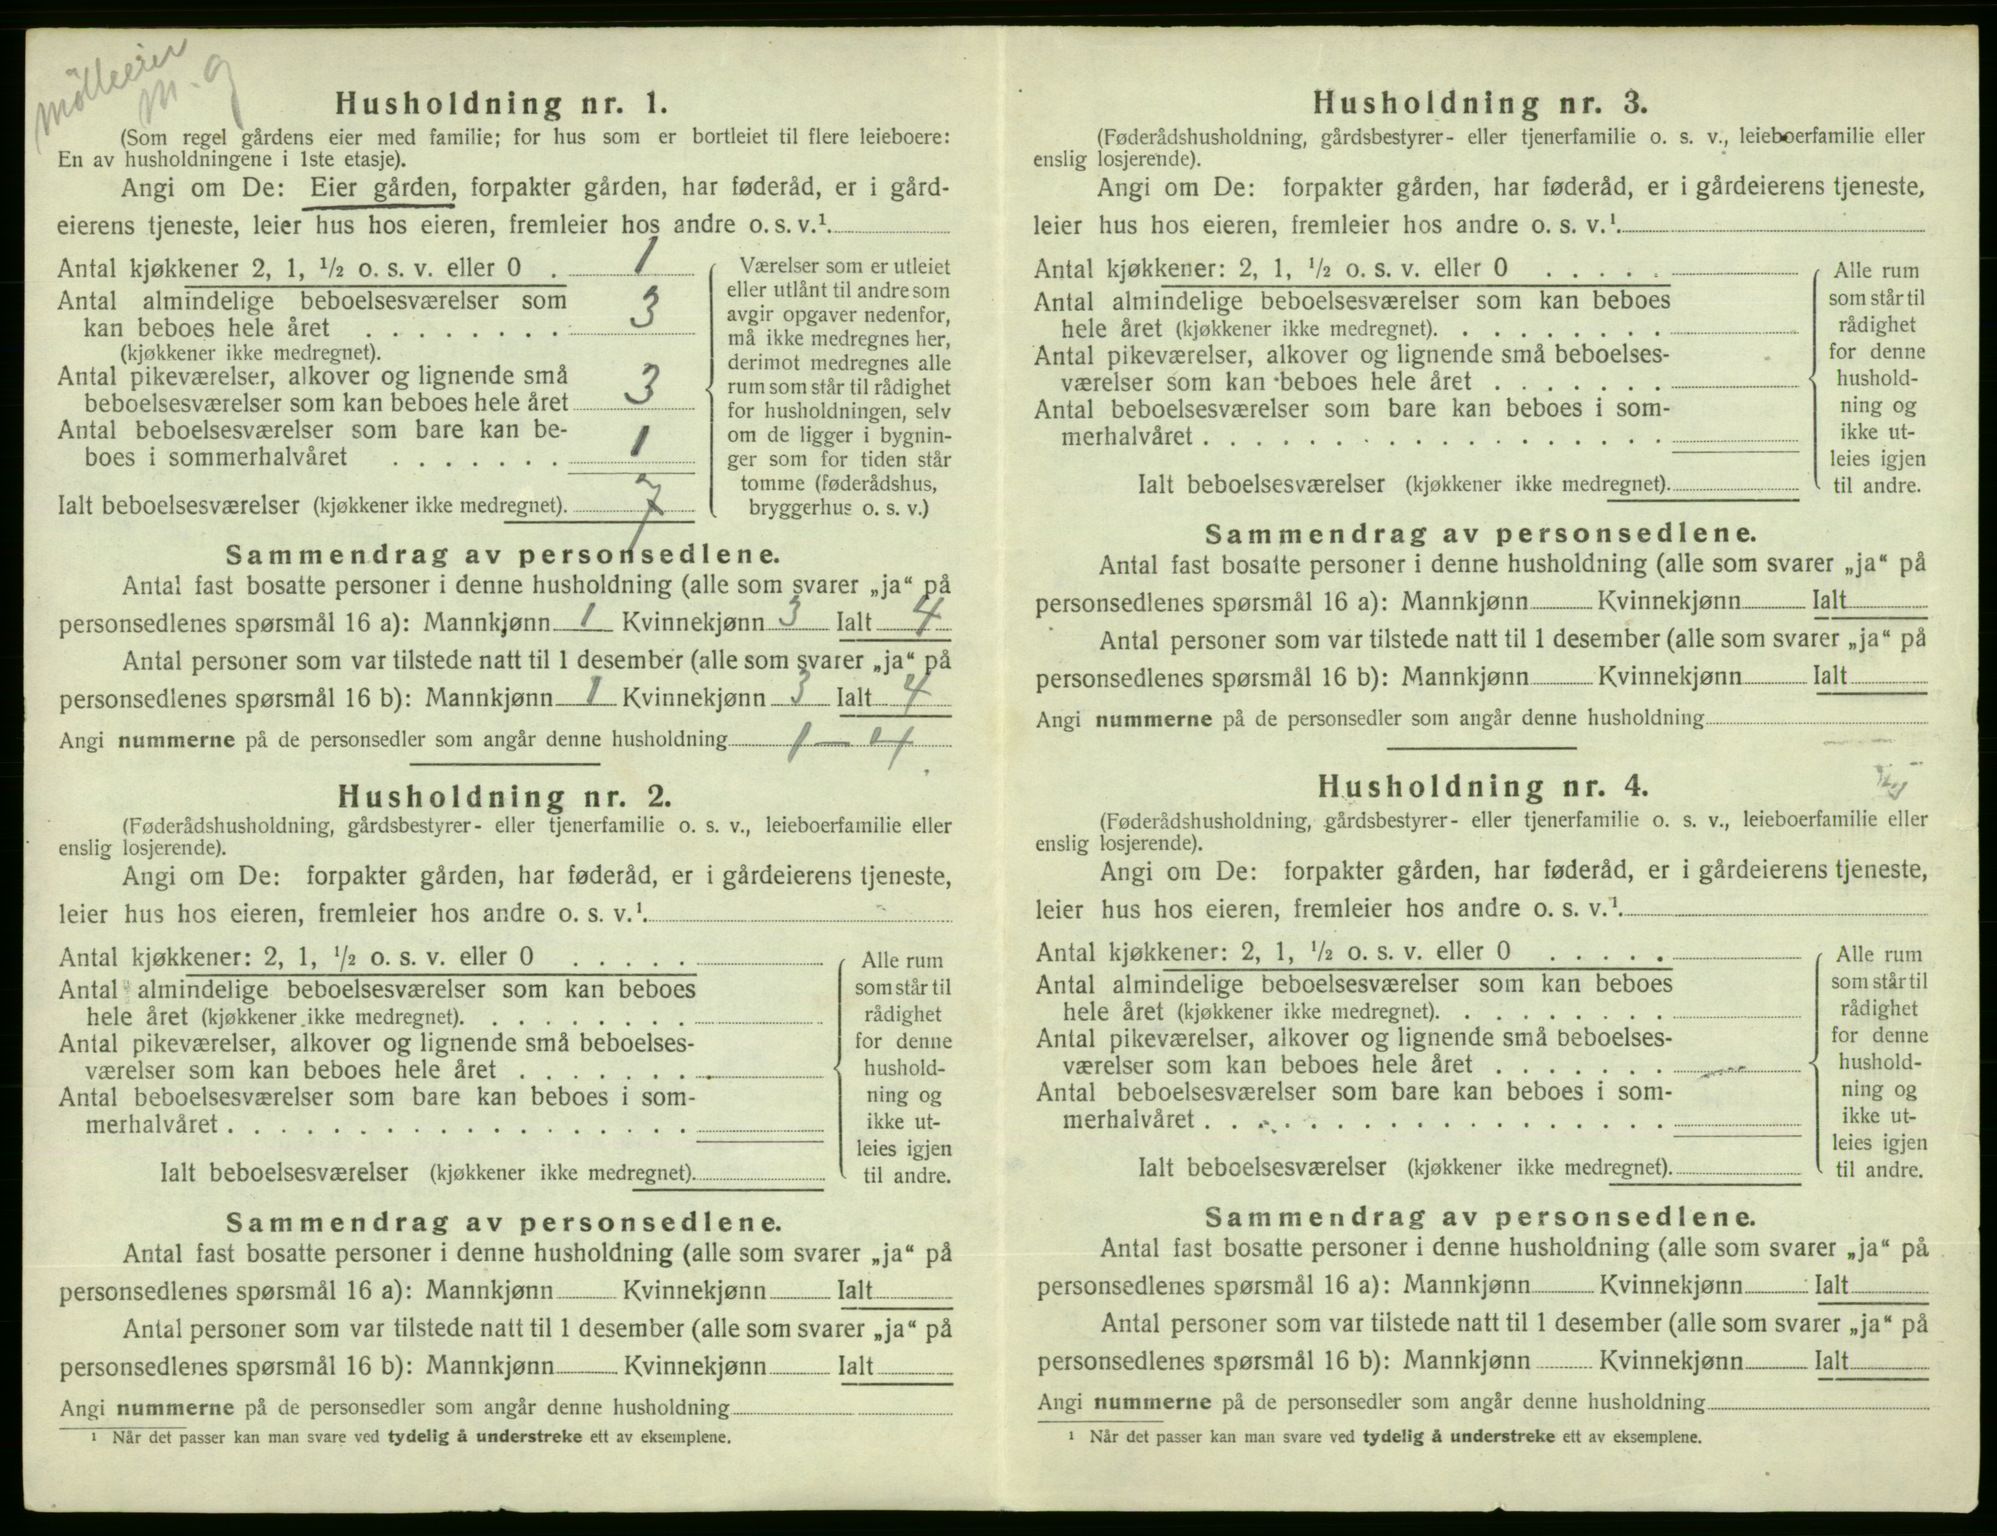 Mølleeier
m. g
Husholdning nr. 1.
(Som regel gårdens eier med familie; for hus som er bortleiet til flere leieboere:
En av husholdningene i 1ste etasje).
Angi om De: Eier gården, forpakter gården, har føderåd, er i gård-
eierens tjeneste, leier hus hos eieren, fremleier hos andre o. s. v.¹.
Antal kjøkkener 2, 1, ½ o. s. v. eller 0 . 1
Antal almindelige beboelsesværelser som
kan beboes hele året . . . . . . . . 3
(kjøkkener ikke medregnet).
Antal pikeværelser, alkover og lignende små
beboelsesværelser som kan beboes hele året 3
Antal beboelsesværelser som bare kan be-
boes i sommerhalvåret . . . . . . . 1
Ialt beboelsesværelser (kjøkkener ikke medregnet). 7
Værelser som er utleiet
eller utlånt til andre som
avgir opgaver nedenfor,
må ikke medregnes her,
derimot medregnes alle
rum som står til rådighet
for husholdningen, selv
om de ligger i bygnin-
ger som for tiden står
tomme (føderådshus,
bryggerhus o. s. v.)
Sammendrag av personsedlene.
Antal fast bosatte personer i denne husholdning (alle som svarer „ja“ på
personsedlenes spørsmål 16 a): Mannkjønn 1 Kvinnekjønn 3 Ialt 4
Antal personer som var tilstede natt til 1 desember (alle som svarer „ja“ på
personsedlenes spørsmål 16 b): Mannkjønn 1 Kvinnekjønn 3 Ialt 4
Angi nummerne på de personsedler som angår denne husholdning 1–4
Husholdning nr. 2.
(Føderådshusholdning, gårdsbestyrer- eller tjenerfamilie o. s. v., leieboerfamilie eller
enslig losjerende).
Angi om De: forpakter gården, har føderåd, er i gårdeierens tjeneste,
leier hus hos eieren, fremleier hos andre o. s. v.¹.
Antal kjøkkener: 2, 1, ½ o. s. v. eller 0 . . . . .
Antal almindelige beboelsesværelser som kan beboes
hele året (kjøkkener ikke medregnet). . . . . . . . .
Antal pikeværelser, alkover og lignende små beboelses-
værelser som kan beboes hele året . . . . . . .
Antal beboelsesværelser som bare kan beboes i som-
merhalvåret . . . . . . . . . . . . . . . . . .
Ialt beboelsesværelser (kjøkkener ikke medregnet).
Alle rum
som står til
rådighet
for denne
hushold-
ning og
ikke ut-
leies igjen
til andre.
Sammendrag av personsedlene.
Antal fast bosatte personer i denne husholdning (alle som svarer „ja“ på
personsedlenes spørsmål 16 a): Mannkjønn Kvinnekjønn Ialt
Antal personer som var tilstede natt til 1 desember (alle som svarer „ja“ på
personsedlenes spørsmål 16 b): Mannkjønn Kvinnekjønn Ialt
Angi nummerne på de personsedler som angår denne husholdning
¹ Når det passer kan man svare ved tydelig å understreke ett av eksemplene.
Husholdning nr. 3.
(Føderådshusholdning, gårdsbestyrer- eller tjenerfamilie o. s. v., leieboerfamilie eller
enslig losjerende).
Angi om De: forpakter gården, har føderåd, er i gårdeierens tjeneste,
leier hus hos eieren, fremleier hos andre o. s. v.¹.
Antal kjøkkener: 2, 1, ½ o. s. v. eller 0 . . . . .
Antal almindelige beboelsesværelser som kan beboes
hele året (kjøkkener ikke medregnet). . . . . . . . .
Antal pikeværelser, alkover og lignende små beboelses-
værelser som kan beboes hele året . . . . . . .
Antal beboelsesværelser som bare kan beboes i som-
merhalvåret . . . . . . . . . . . . . . . . . .
Ialt beboelsesværelser (kjøkkener ikke medregnet).
Alle rum
som står til
rådighet
for denne
hushold-
ning og
ikke ut-
leies igjen
til andre.
Sammendrag av personsedlene.
Antal fast bosatte personer i denne husholdning (alle som svarer „ja“ på
personsedlenes spørsmål 16 a): Mannkjønn Kvinnekjønn Ialt
Antal personer som var tilstede natt til 1 desember (alle som svarer „ja“ på
personsedlenes spørsmål 16 b): Mannkjønn Kvinnekjønn Ialt
Angi nummerne på de personsedler som angår denne husholdning
Husholdning nr. 4.
(Føderådshusholdning, gårdsbestyrer- eller tjenerfamilie o. s. v., leieboerfamilie eller
enslig losjerende).
Angi om De: forpakter gården, har føderåd, er i gårdeierens tjeneste,
leier hus hos eieren, fremleier hos andre o. s. v.¹.
Antal kjøkkener: 2, 1, ½ o. s. v. eller 0 . . . . .
Antal almindelige beboelsesværelser som kan beboes
hele året (kjøkkener ikke medregnet). . . . . . . . .
Antal pikeværelser, alkover og lignende små beboelses-
værelser som kan beboes hele året . . . . . . .
Antal beboelsesværelser som bare kan beboes i som-
merhalvåret . . . . . . . . . . . . . . . . . .
Ialt beboelsesværelser (kjøkkener ikke medregnet).
Alle rum
som står til
rådighet
for denne
hushold-
ning og
ikke ut-
leies igjen
til andre.
Sammendrag av personsedlene.
Antal fast bosatte personer i denne husholdning (alle som svarer „ja“ på
personsedlenes spørsmål 16 a): Mannkjønn Kvinnekjønn Ialt
Antal personer som var tilstede natt til 1 desember (alle som svarer „ja“ på
personsedlenes spørsmål 16 b): Mannkjønn Kvinnekjønn Ialt
Angi nummerne på de personsedler som angår denne husholdning
¹ Når det passer kan man svare ved tydelig å understreke ett av eksemplene.